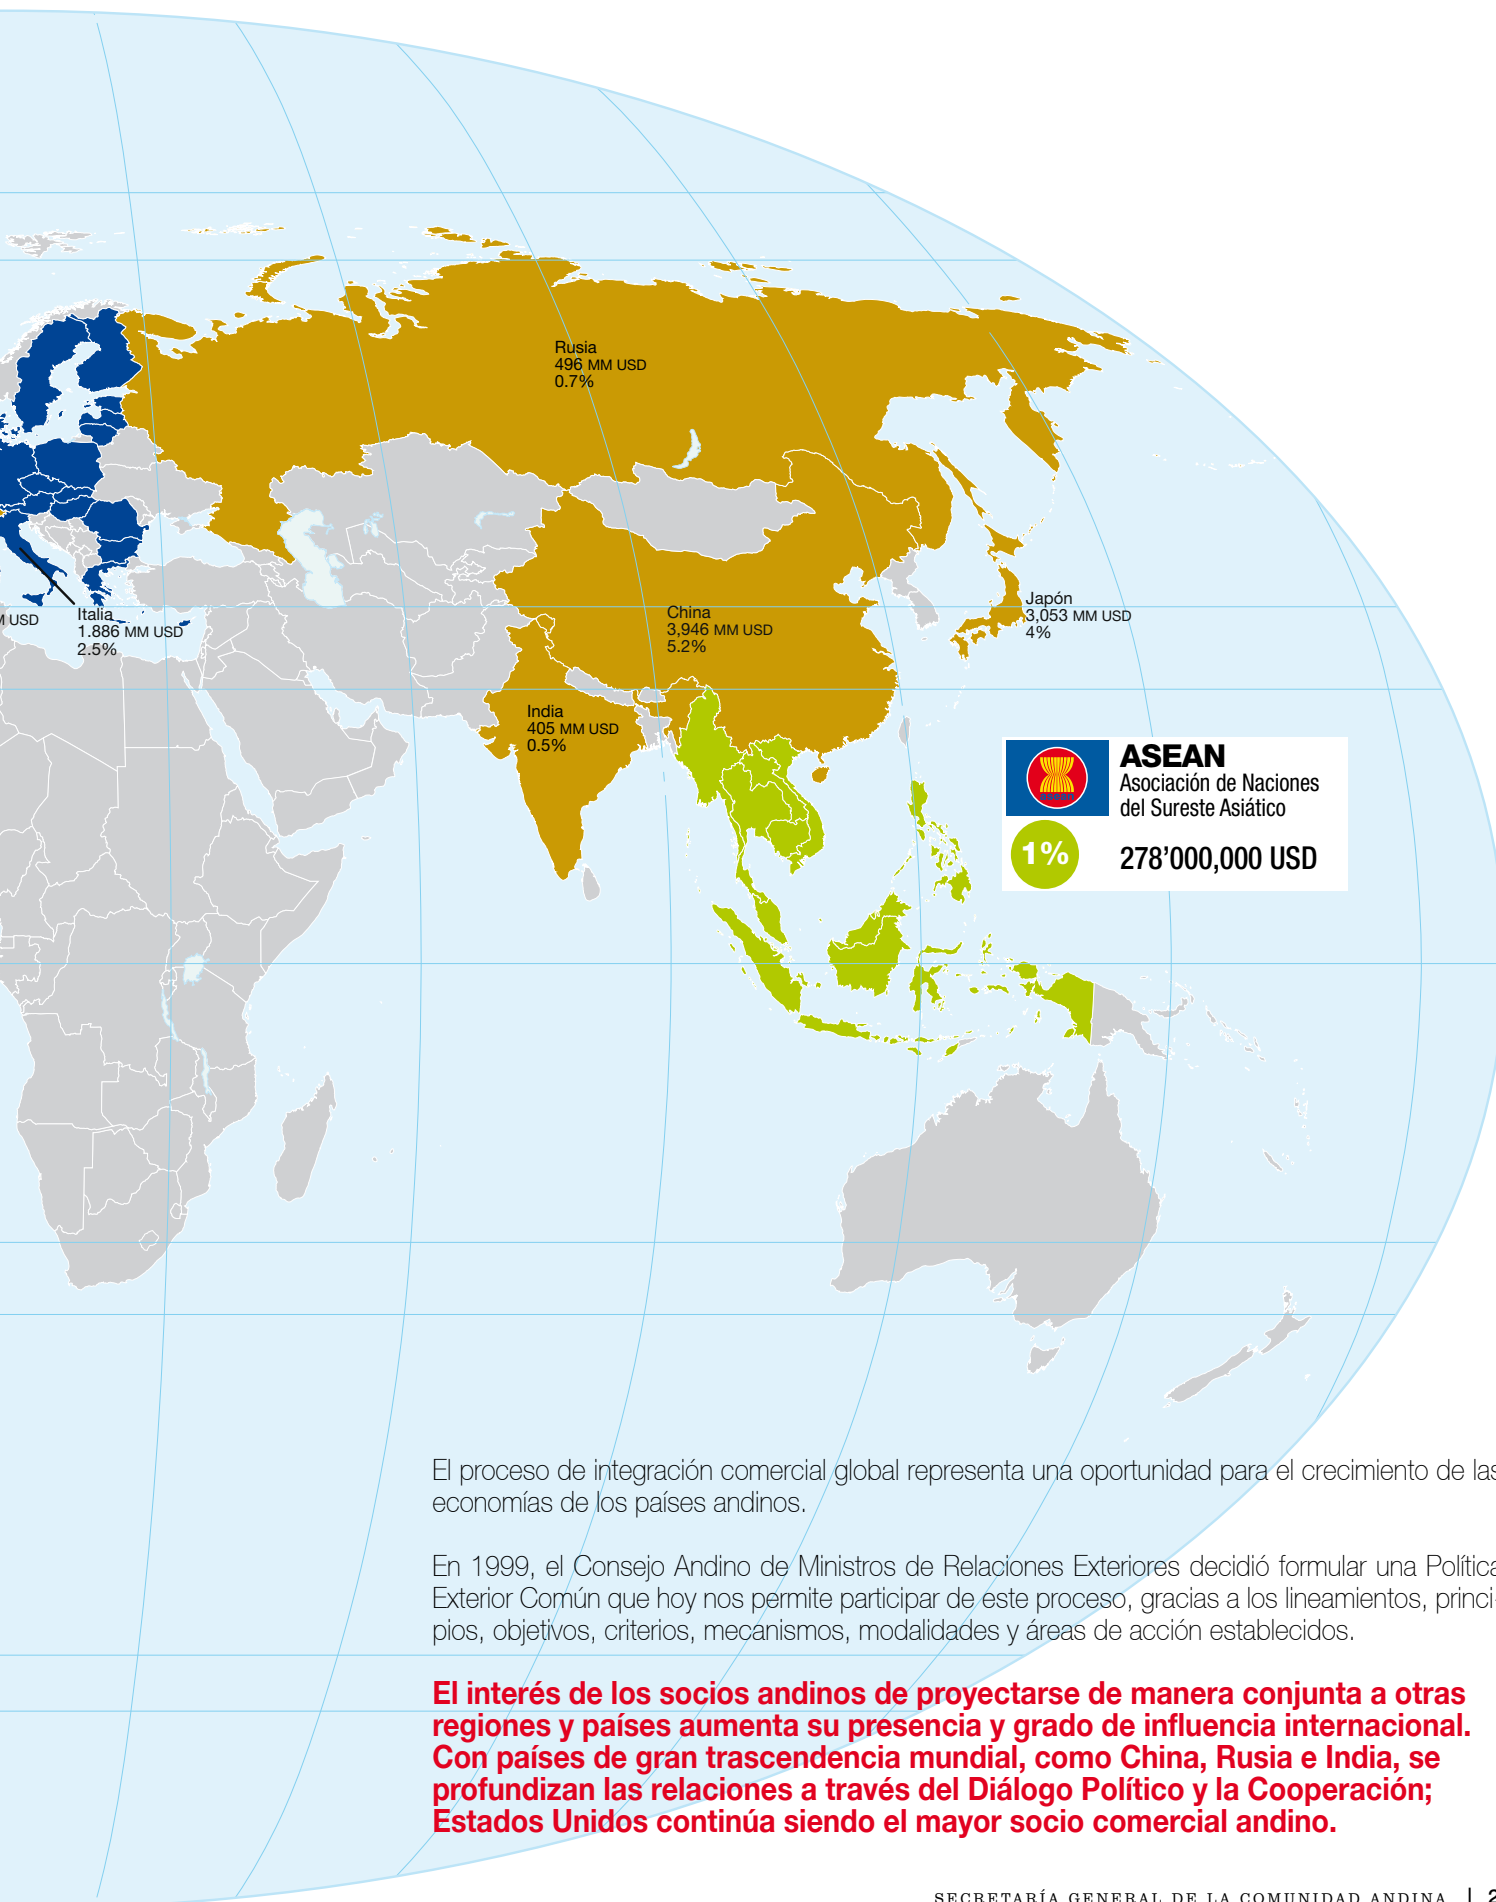 Rusia
496 MM USD
0.7%
Italia
1.886 MM USD
2.5%
USD
China
3,946 MM USD
5.2%
Japón
3,053 MM USD
4%
India
405 MM USD
0.5%
ASEAN
Asociación de Naciones
del Sureste Asiático
1%
278'000,000 USD
El proceso de integración comercial global representa una oportunidad para el crecimiento de las
economías de los países andinos.
En 1999, el Consejo Andino de Ministros de Relaciones Exteriores decidió formular una Política
Exterior Común que hoy nos permite participar de este proceso, gracias a los lineamientos, princi-
pios, objetivos, criterios, mecanismos, modalidades y áreas de acción establecidos.
El interés de los socios andinos de proyectarse de manera conjunta a otras
regiones y países aumenta su presencia y grado de influencia internacional.
Con países de gran trascendencia mundial, como China, Rusia e India, se
profundizan las relaciones a través del Diálogo Político y la Cooperación;
Estados Unidos continúa siendo el mayor socio comercial andino.
SECRETARÍA GENERAL DE LA COMUNIDAD ANDINA | 2